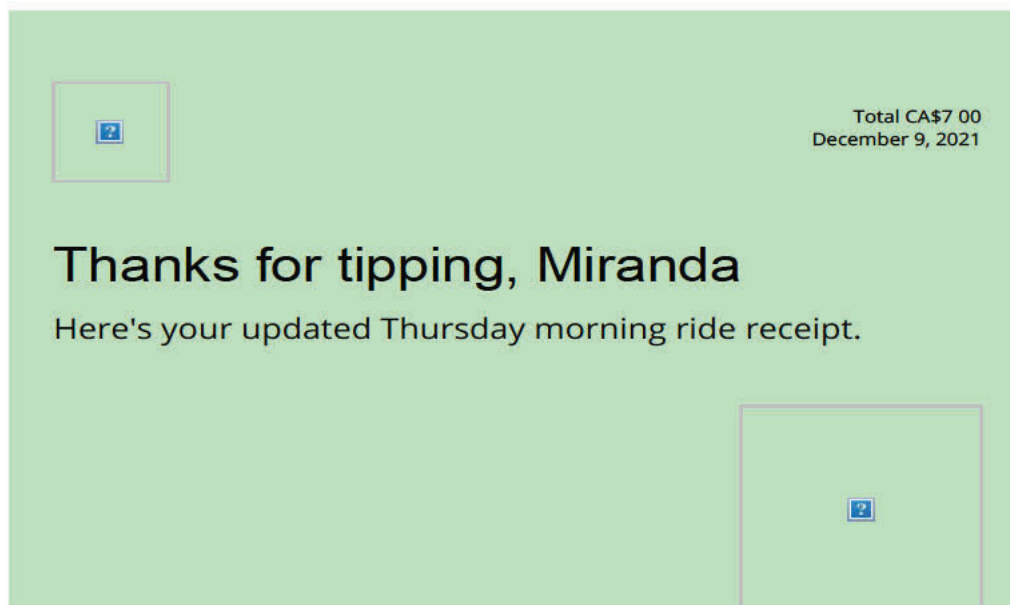 Total CA$7 00
December 9, 2021
Thanks for tipping, Miranda
Here's your updated Thursday morning ride receipt.